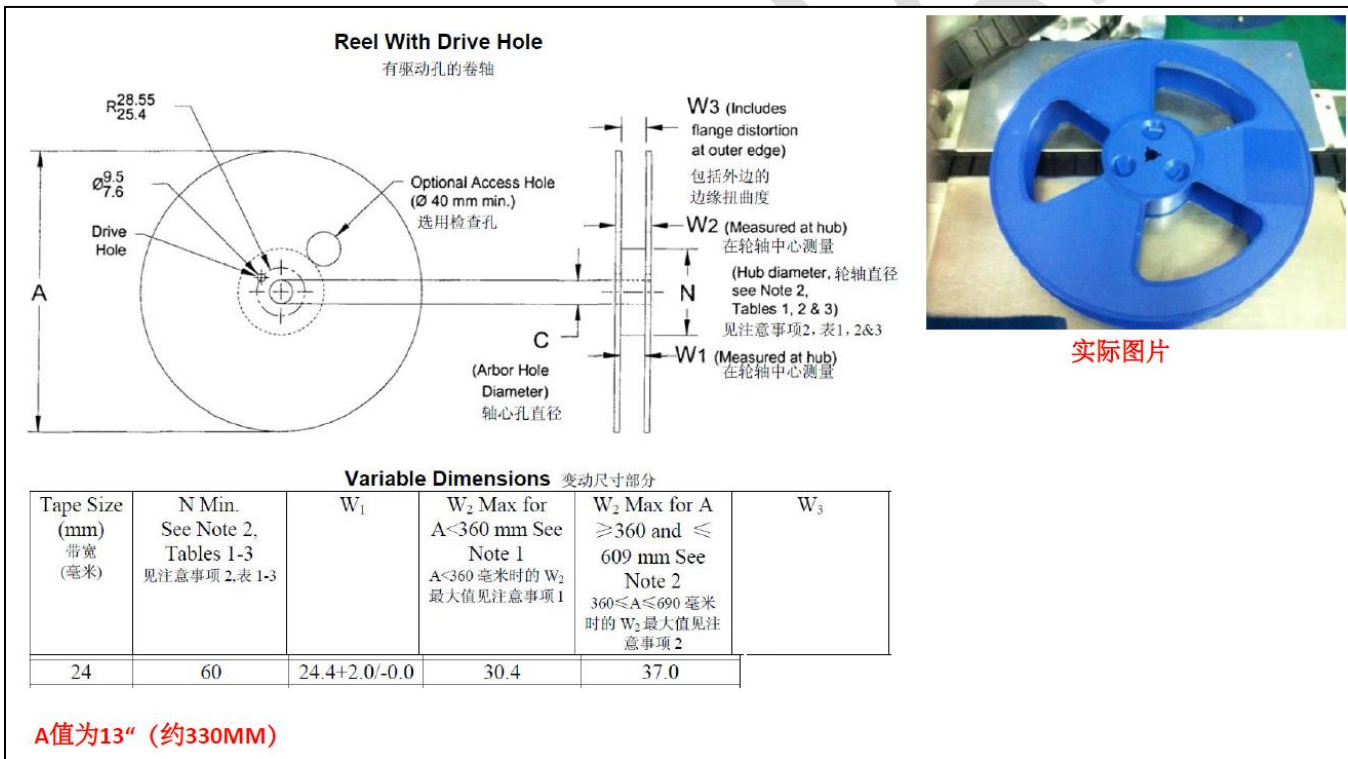 Reel With Drive Hole
有驱动孔的卷轴
R28.55
25.4
Ø9.5
7.6
Drive
Hole
A
Optional Access Hole
(Ø 40 mm min.)
选用检查孔
W3 (Includes
flange distortion
at outer edge)
包括外边的
边缘扭曲度
W2 (Measured at hub)
在轮轴中心测量
N
(Hub diameter, 轮轴直径
see Note 2,
Tables 1, 2 & 3)
见注意事项2, 表1, 2&3
C
W1 (Measured at hub)
在轮轴中心测量
(Arbor Hole
Diameter)
轴心孔直径
实际图片
Variable Dimensions 变动尺寸部分
Tape Size
(mm)
带宽
(毫米)
N Min.
See Note 2,
Tables 1-3
见注意事项 2,表 1-3
W1
W2 Max for
A<360 mm See
Note 1
A<360 毫米时的 W2
最大值见注意事项1
W2 Max for A
≥360 and ≤
609 mm See
Note 2
360≤A≤690 毫米
时的 W2 最大值见注
意事项 2
W3
24 60 24.4+2.0/-0.0 30.4 37.0
A值为13“（约330MM）